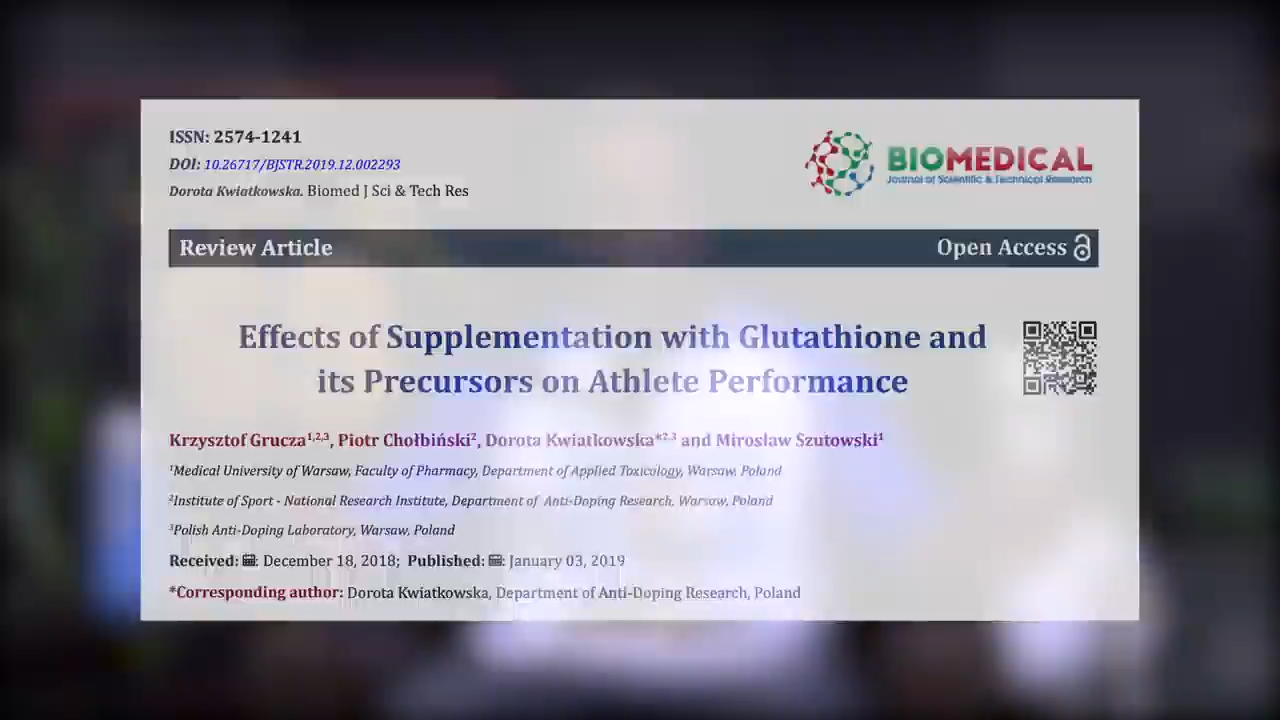 ISSN: 2574-1241
DOI: 10.26717/BJSTR.2019.12.002293
Dorota Kwiatkowska. Biomed J Sci & Tech Res
BIOMEDICAL
Journal of Scientific & Technical Research
Review Article
Open Access
Effects of Supplementation with Glutathione and
its Precursors on Athlete Performance
Krzysztof Grucza1,2,3, Piotr Chołbiński2, Dorota Kwiatkowska*2,3 and Mirosław Szutowski1
1Medical University of Warsaw, Faculty of Pharmacy, Department of Applied Toxicology, Warsaw, Poland
2Institute of Sport - National Research Institute, Department of Anti-Doping Research, Warsaw, Poland
3Polish Anti-Doping Laboratory, Warsaw, Poland
Received: : December 18, 2018; Published: : January 03, 2019
*Corresponding author: Dorota Kwiatkowska, Department of Anti-Doping Research, Poland